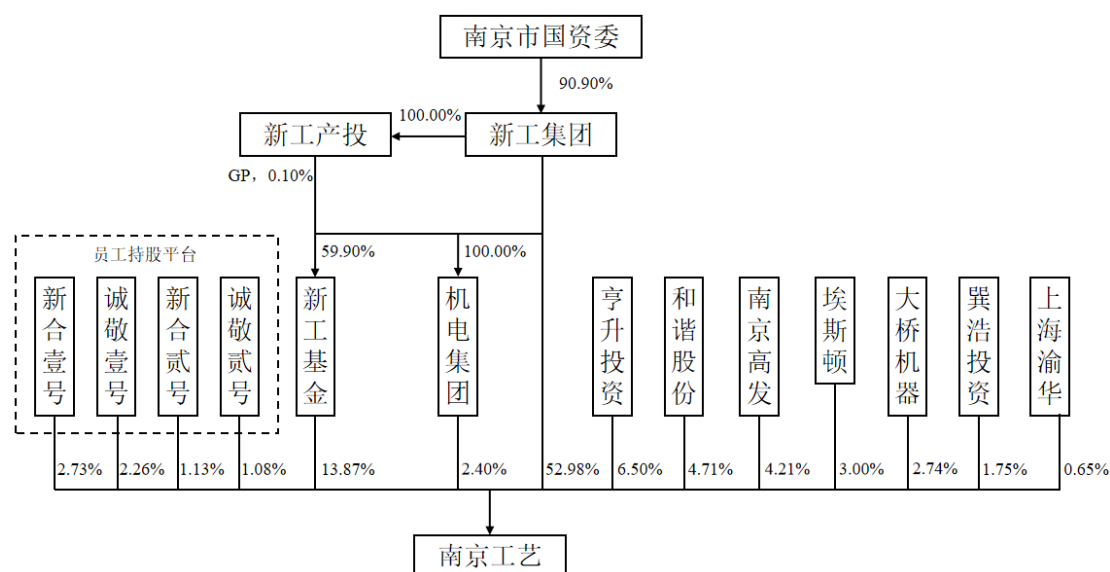 南京市国资委
90.90%
100.00%
新工产投
新工集团
GP，0.10%
员工持股平台
59.90%
100.00%
新合壹号
诚敬壹号
新合贰号
诚敬贰号
新工基金
机电集团
亨升投资
和谐股份
南京高发
埃斯顿
大桥机器
巽浩投资
上海渝华
2.73%
2.26%
1.13%
1.08%
13.87%
2.40%
52.98%
6.50%
4.71%
4.21%
3.00%
2.74%
1.75%
0.65%
南京工艺